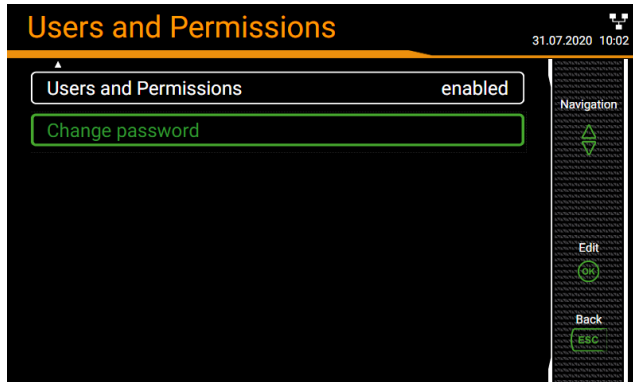 Users and Permissions
31.07.2020 10:02
Users and Permissions enabled
Navigation
Change password
Edit
OK
Back
ESC